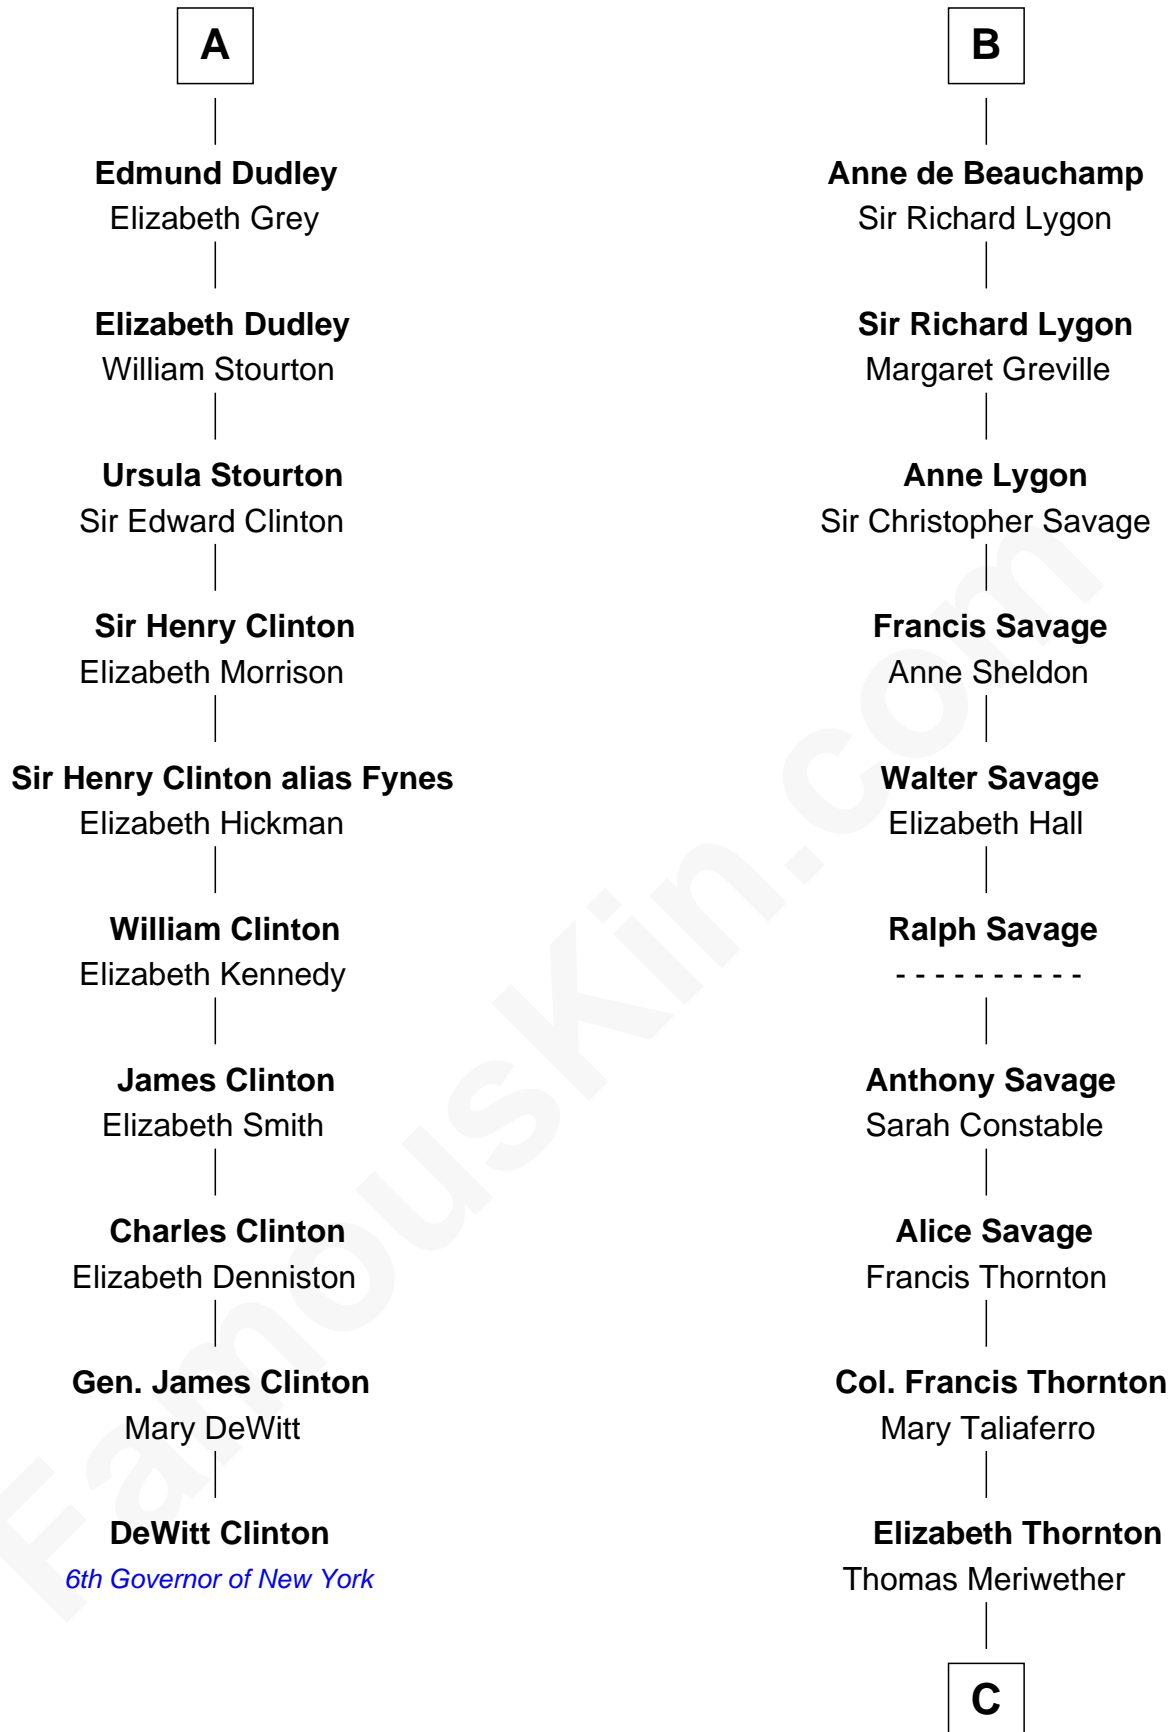 A
Edmund Dudley
Elizabeth Grey
Elizabeth Dudley
William Stourton
Ursula Stourton
Sir Edward Clinton
Sir Henry Clinton
Elizabeth Morrison
Sir Henry Clinton alias Fynes
Elizabeth Hickman
William Clinton
Elizabeth Kennedy
James Clinton
Elizabeth Smith
Charles Clinton
Elizabeth Denniston
Gen. James Clinton
Mary DeWitt
DeWitt Clinton
6th Governor of New York
B
Anne de Beauchamp
Sir Richard Lygon
Sir Richard Lygon
Margaret Greville
Anne Lygon
Sir Christopher Savage
Francis Savage
Anne Sheldon
Walter Savage
Elizabeth Hall
Ralph Savage
- - - - - - - - - -
Anthony Savage
Sarah Constable
Alice Savage
Francis Thornton
Col. Francis Thornton
Mary Taliaferro
Elizabeth Thornton
Thomas Meriwether
C
FamousKin.com